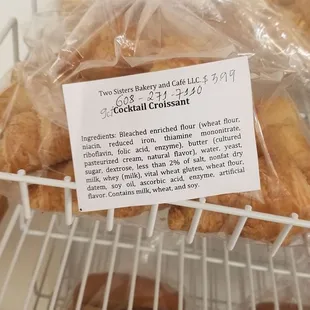 Two Sisters Bakery and Café LLC $3.99
608-271-7110
9ct Cocktail Croissant
Ingredients: Bleached enriched flour (wheat flour,
niacin, reduced iron, thiamine mononitrate,
riboflavin, folic acid, enzyme), butter (cultured
pasteurized cream, natural flavor), water, yeast,
sugar, dextrose, less than 2% of salt, nonfat dry
milk, whey (milk), vital wheat gluten, wheat flour,
datem, soy oil, ascorbic acid, enzyme, artificial
flavor. Contains milk, wheat, and soy.